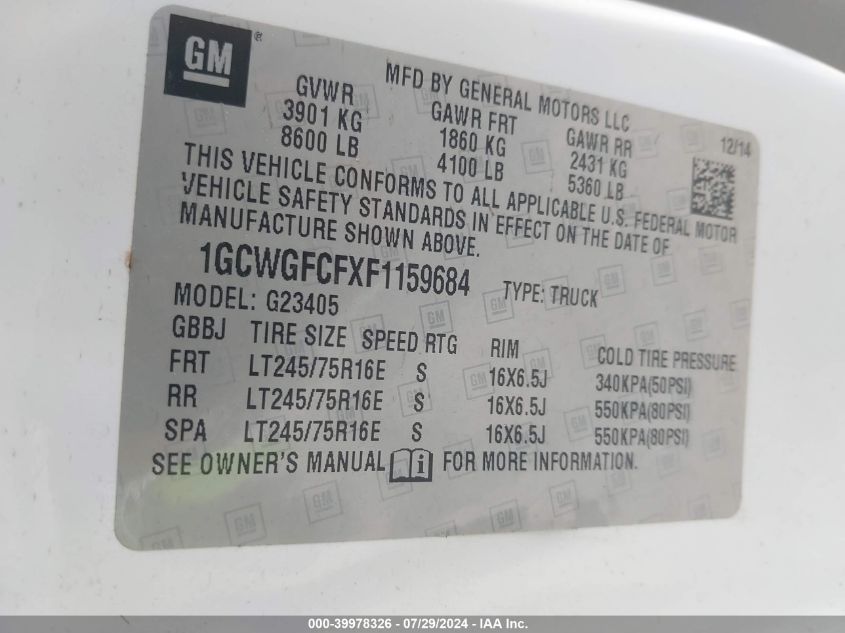 GM ®
MFD BY GENERAL MOTORS LLC
12/14
GVWR GAWR FRT GAWR RR
3901 KG 1860 KG 2431 KG
8600 LB 4100 LB 5360 LB
THIS VEHICLE CONFORMS TO ALL APPLICABLE U.S. FEDERAL MOTOR
VEHICLE SAFETY STANDARDS IN EFFECT ON THE DATE OF
MANUFACTURE SHOWN ABOVE.
1GCWGFCFXF1159684 TYPE: TRUCK
MODEL: G23405
GBBJ TIRE SIZE SPEED RTG RIM COLD TIRE PRESSURE
FRT LT245/75R16E S 16X6.5J 340KPA(50PSI)
RR LT245/75R16E S 16X6.5J 550KPA(80PSI)
SPA LT245/75R16E S 16X6.5J 550KPA(80PSI)
SEE OWNER'S MANUAL FOR MORE INFORMATION.
000-39978326 - 07/29/2024 - IAA Inc.